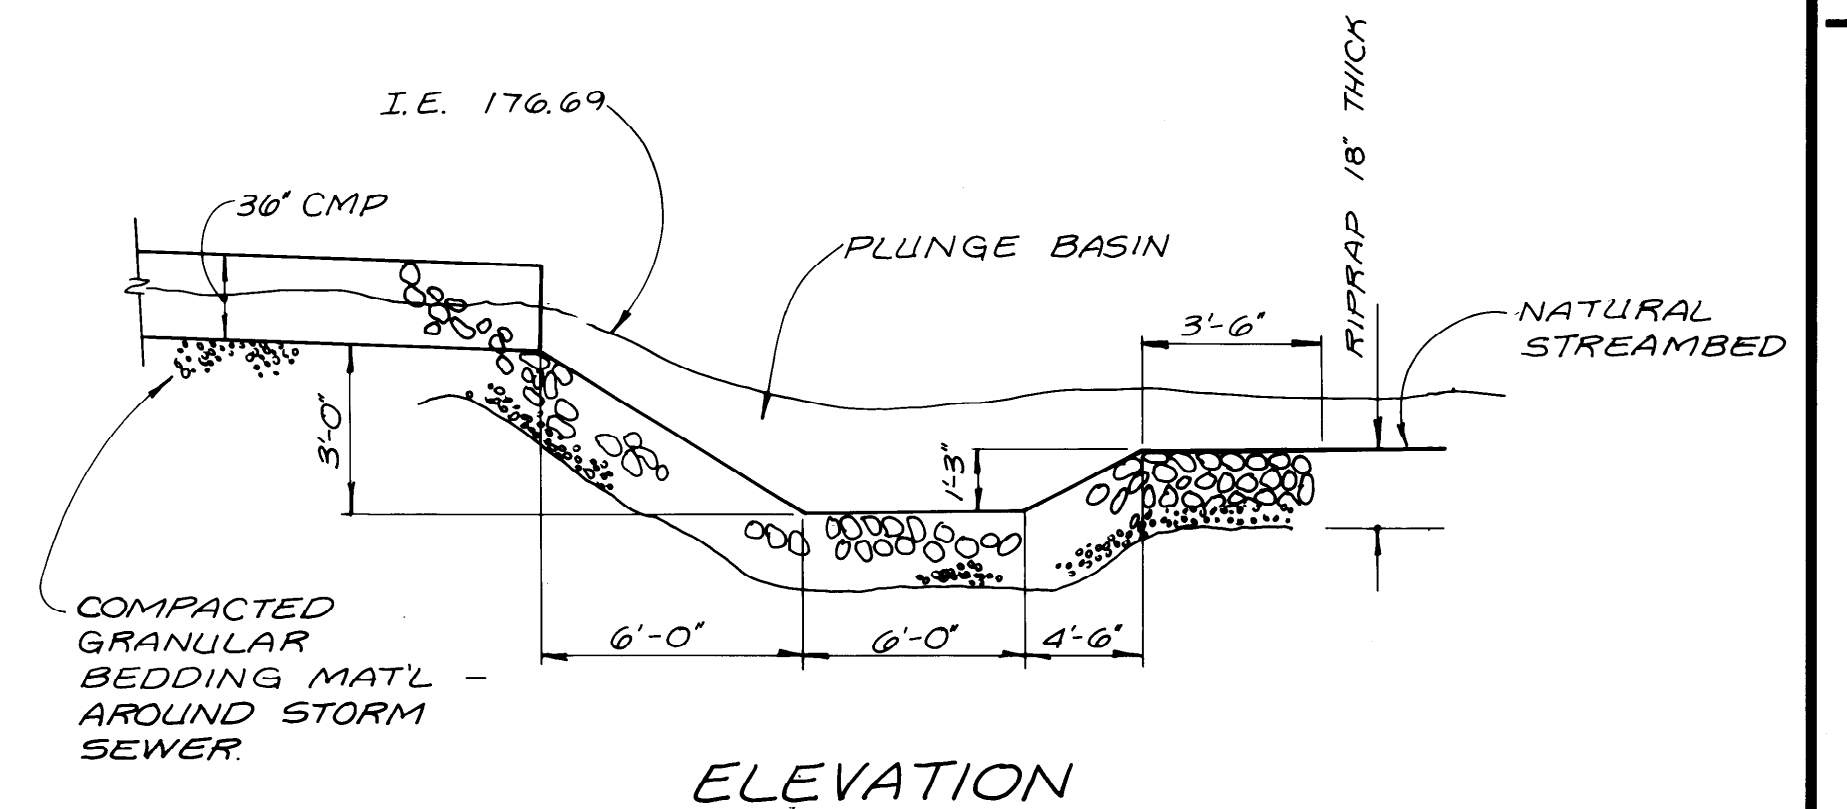 I.E. 176.69
36" CMP
PLUNGE BASIN
RIPRAP 18" THICK
3'-6"
NATURAL
STREAMBED
3'-0"
1'-3"
6'-0"
6'-0"
4'-6"
COMPACTED
GRANULAR
BEDDING MAT'L -
AROUND STORM
SEWER.
ELEVATION